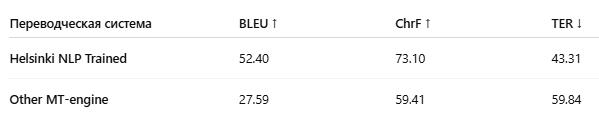 Переводческая система BLEU ↑ ChrF ↑ TER ↓
Helsinki NLP Trained 52.40 73.10 43.31
Other MT-engine 27.59 59.41 59.84